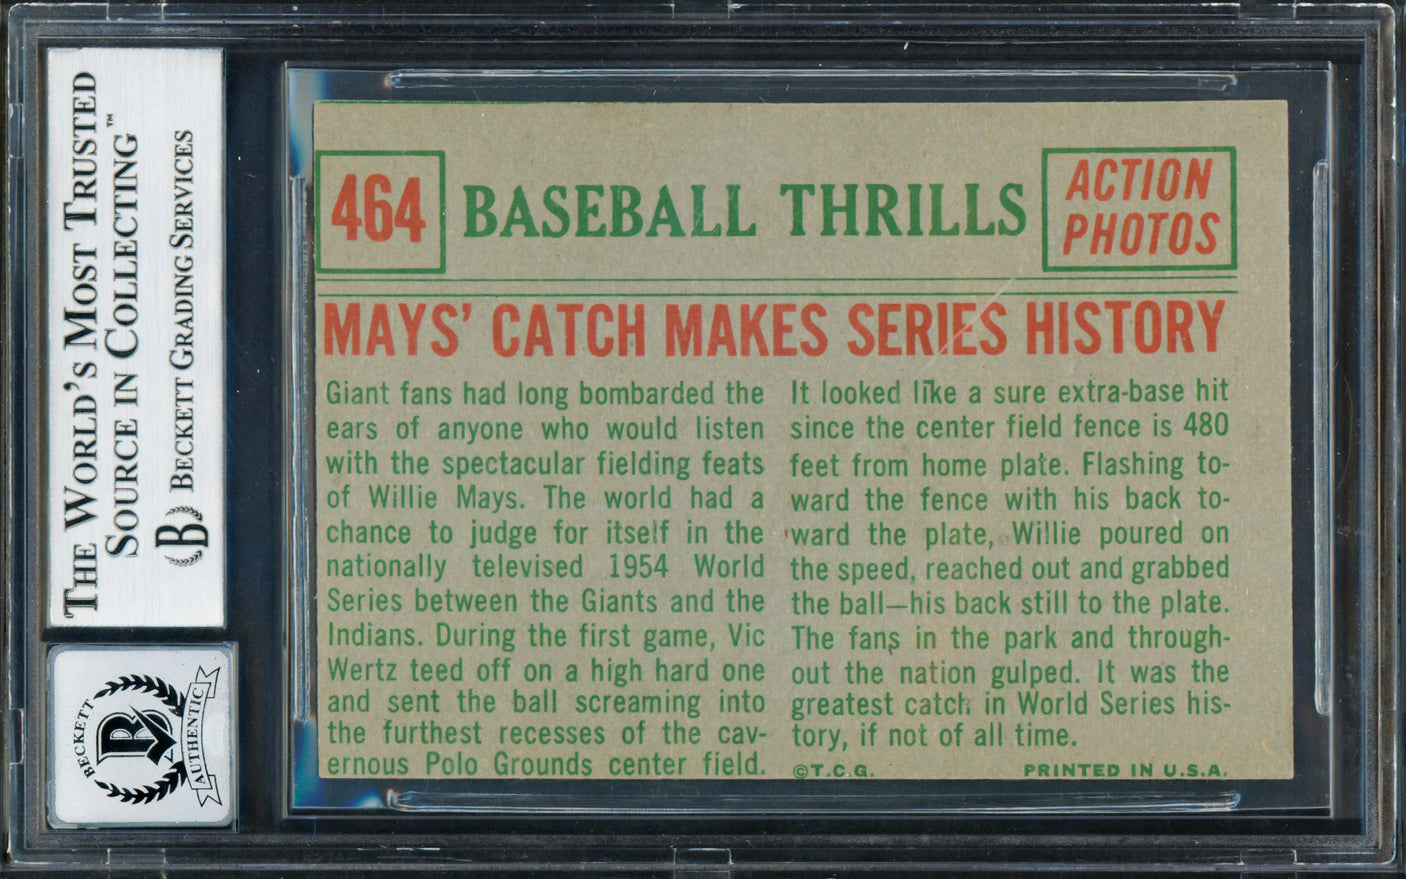 THE WORLD'S MOST TRUSTED
SOURCE IN COLLECTING™
B BECKETT GRADING SERVICES
BECKETT
B
AUTHENTIC
464
BASEBALL THRILLS
ACTION
PHOTOS
MAYS' CATCH MAKES SERIES HISTORY
Giant fans had long bombarded the
ears of anyone who would listen
with the spectacular fielding feats
of Willie Mays. The world had a
chance to judge for itself in the
nationally televised 1954 World
Series between the Giants and the
Indians. During the first game, Vic
Wertz teed off on a high hard one
and sent the ball screaming into
the furthest recesses of the cav-
ernous Polo Grounds center field.
It looked like a sure extra-base hit
since the center field fence is 480
feet from home plate. Flashing to-
ward the fence with his back to-
ward the plate, Willie poured on
the speed, reached out and grabbed
the ball—his back still to the plate.
The fans in the park and through-
out the nation gulped. It was the
greatest catch in World Series his-
tory, if not of all time.
©T.C.G.
PRINTED IN U.S.A.